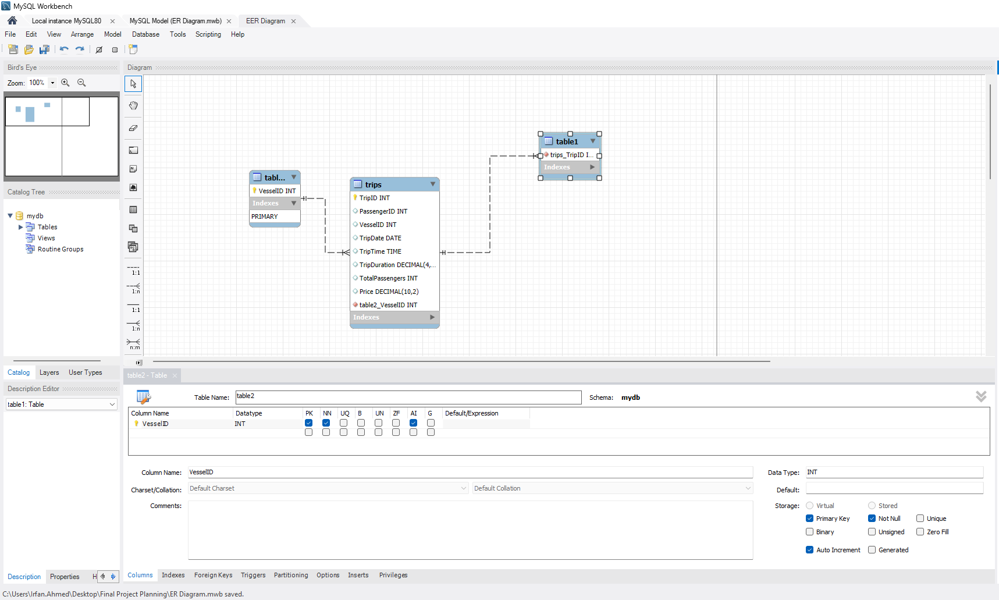 MySQL Workbench
Local instance MySQL80
MySQL Model (ER Diagram.mwb)
EER Diagram
File Edit View Arrange Model Database Tools Scripting Help
Bird's Eye
Zoom: 100%
Catalog Tree
mydb
Tables
Views
Routine Groups
Catalog Layers User Types
Description Editor
table1: Table
Description Properties H
Diagram
1:1
1:n
1:1
1:n
n:m
tabl...
VesselID INT
Indexes
PRIMARY
trips
TripID INT
PassengerID INT
VesselID INT
TripDate DATE
TripTime TIME
TripDuration DECIMAL(4,...
TotalPassengers INT
Price DECIMAL(10,2)
table2_VesselID INT
Indexes
table1
trips_TripID I...
Indexes
table2 - Table
Table Name: table2 Schema: mydb
Column Name Datatype PK NN UQ B UN ZF AI G Default/Expression
VesselID INT
Column Name: VesselID Data Type: INT
Charset/Collation: Default Charset Default Collation Default:
Comments: Storage: Virtual Stored
Primary Key Not Null Unique
Binary Unsigned Zero Fill
Auto Increment Generated
Columns Indexes Foreign Keys Triggers Partitioning Options Inserts Privileges
C:\Users\Irfan.Ahmed\Desktop\Final Project Planning\ER Diagram.mwb saved.